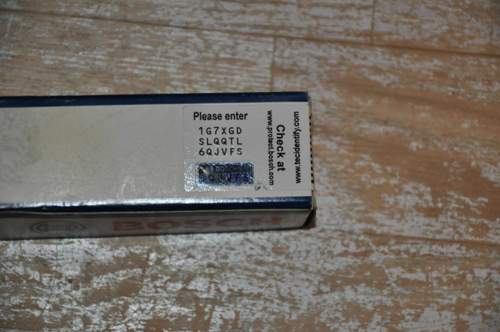 Please enter
1G7XGD
SLQQTL
6QJVFS
Check at
www.protect.bosch.com
www.tecidentify.com
BOSCH